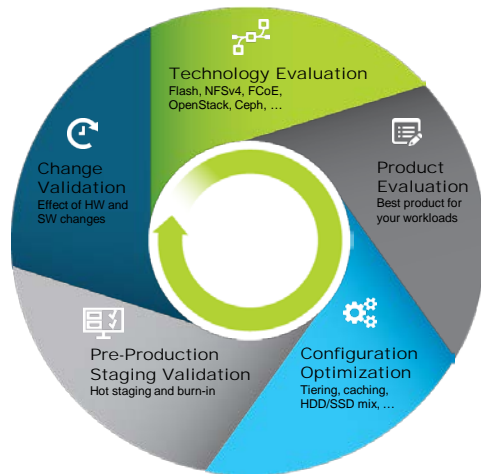 Technology Evaluation
Flash, NFSv4, FCoE,
OpenStack, Ceph, ...
Product
Evaluation
Best product for
your workloads
Configuration
Optimization
Tiering, caching,
HDD/SSD mix, ...
Pre-Production
Staging Validation
Hot staging and burn-in
Change
Validation
Effect of HW and
SW changes